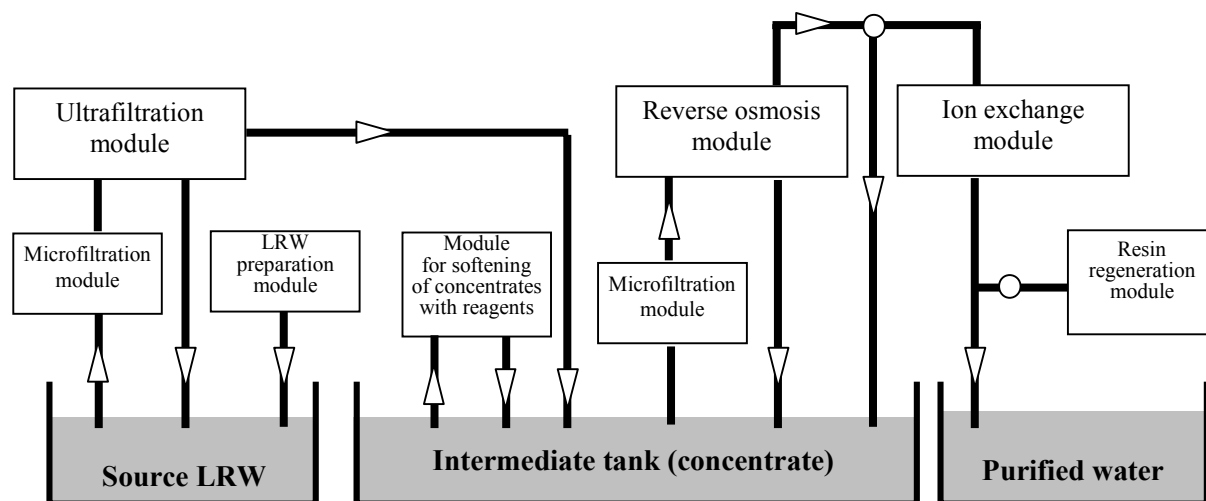 Ultrafiltration
module
Reverse osmosis
module
Ion exchange
module
Microfiltration
module
LRW
preparation
module
Module
for softening
of concentrates
with reagents
Microfiltration
module
Resin
regeneration
module
Source LRW
Intermediate tank (concentrate)
Purified water